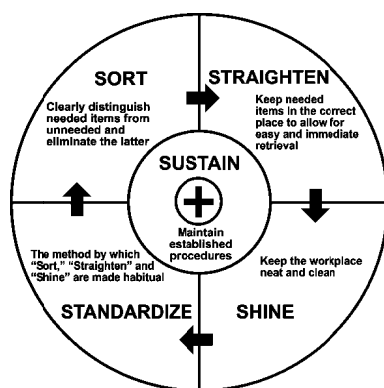 SORT
Clearly distinguish
needed items from
unneeded and
eliminate the latter
STRAIGHTEN
Keep needed
items in the correct
place to allow for
easy and immediate
retrieval
SUSTAIN
Maintain
established
procedures
The method by which
“Sort,” “Straighten” and
“Shine” are made habitual
STANDARDIZE
Keep the workplace
neat and clean
SHINE